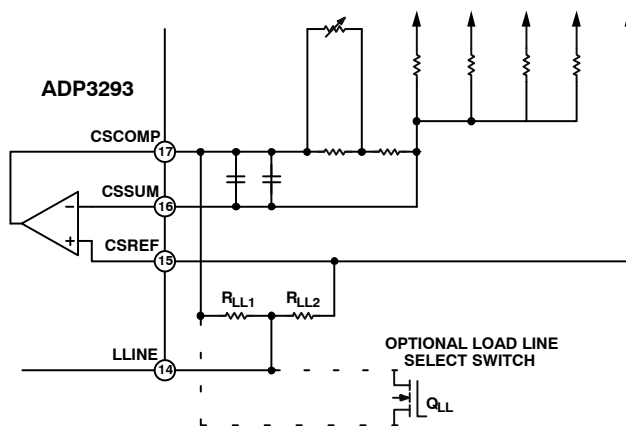 ADP3293
CSCOMP
17
CSSUM
16
CSREF
15
RLL1
RLL2
LLINE
14
OPTIONAL LOAD LINE
SELECT SWITCH
QLL
−
+